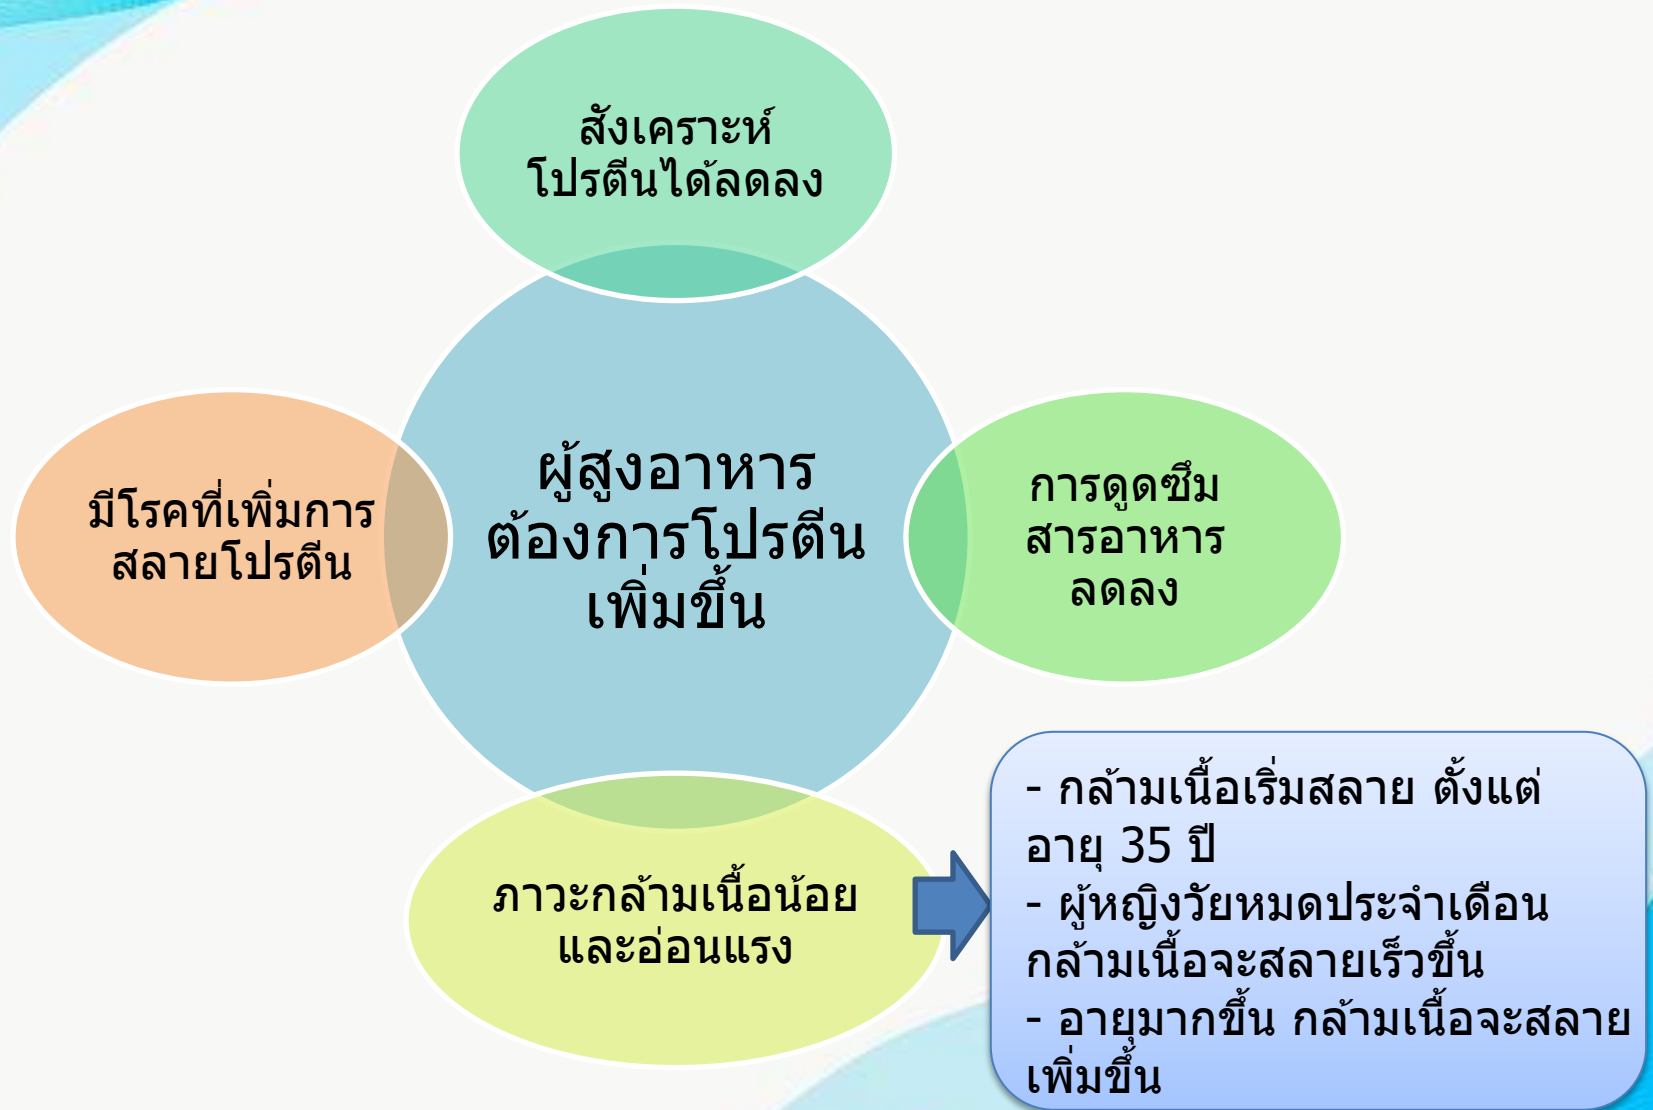 สังเคราะห์
โปรตีนได้ลดลง
มีโรคที่เพิ่มการ
สลายโปรตีน
ผู้สูงอาหาร
ต้องการโปรตีน
เพิ่มขึ้น
การดูดซึม
สารอาหาร
ลดลง
ภาวะกล้ามเนื้อน้อย
และอ่อนแรง
- กล้ามเนื้อเริ่มสลาย ตั้งแต่
อายุ 35 ปี
- ผู้หญิงวัยหมดประจำเดือน
กล้ามเนื้อจะสลายเร็วขึ้น
- อายุมากขึ้น กล้ามเนื้อจะสลาย
เพิ่มขึ้น